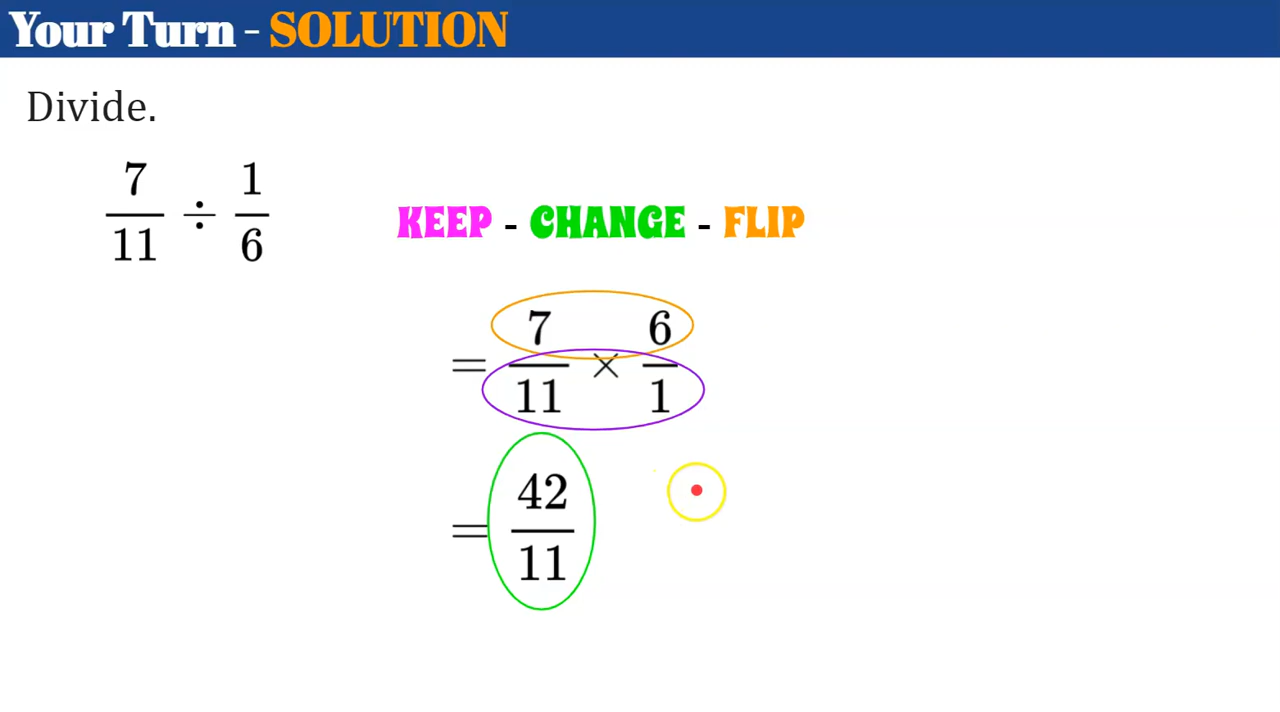 Your Turn - SOLUTION
Divide.
7/11 ÷ 1/6
KEEP - CHANGE - FLIP
= 7/11 × 6/1
= 42/11